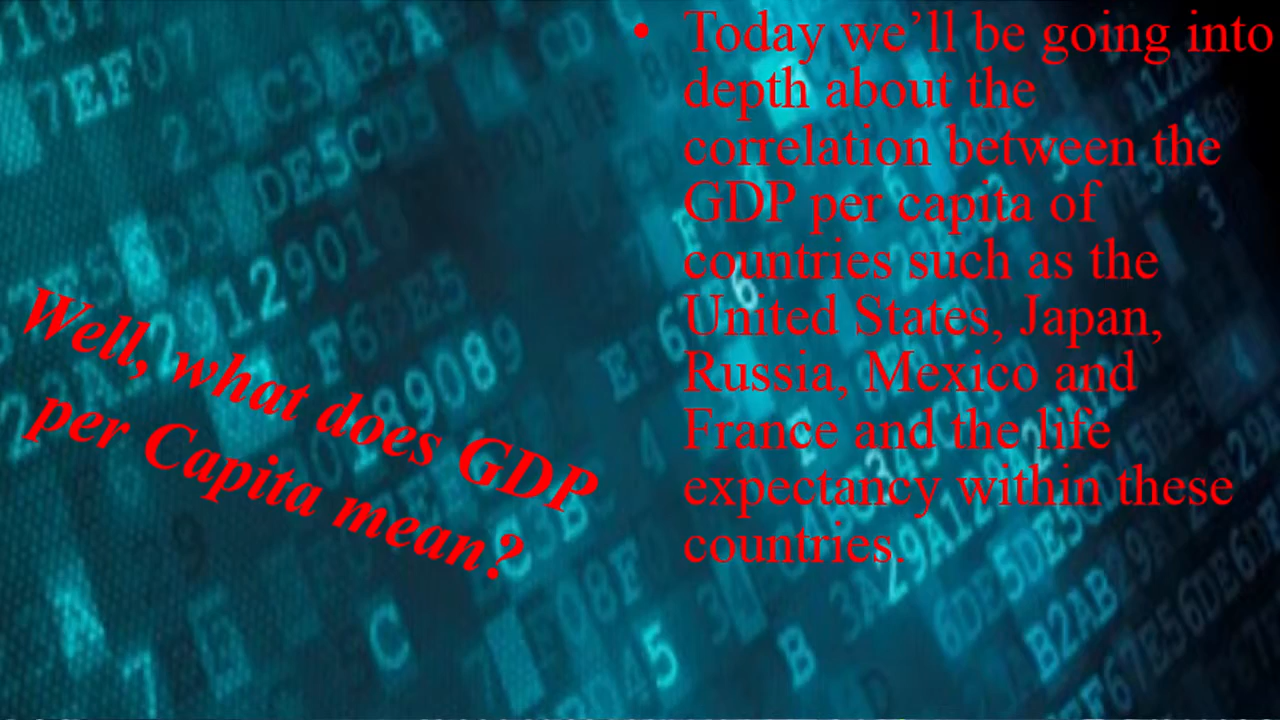 Well, what does GDP
per Capita mean?
• Today we’ll be going into
depth about the
correlation between the
GDP per capita of
countries such as the
United States, Japan,
Russia, Mexico and
France and the life
expectancy within these
countries.